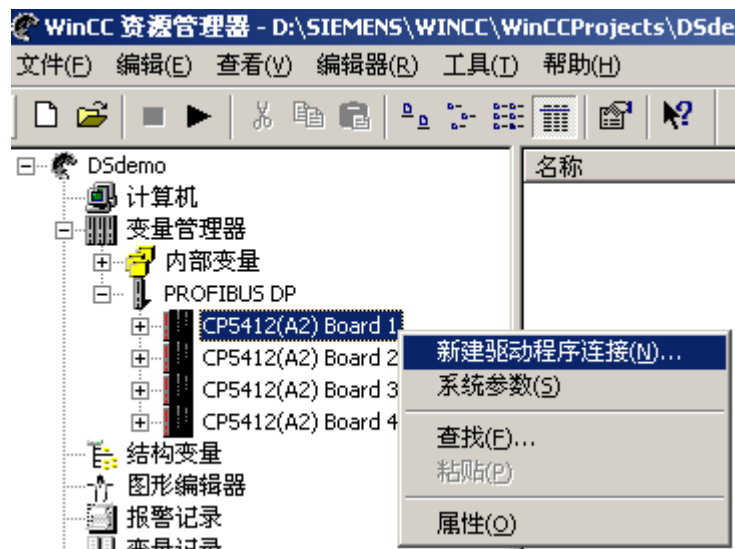 WinCC 资源管理器 - D:\SIEMENS\WINCC\WinCCProjects\DSde
文件(F) 编辑(E) 查看(V) 编辑器(R) 工具(T) 帮助(H)
DSdemo
名称
计算机
变量管理器
内部变量
PROFIBUS DP
CP5412(A2) Board 1
CP5412(A2) Board 2
CP5412(A2) Board 3
CP5412(A2) Board 4
新建驱动程序连接(N)...
系统参数(S)
查找(F)...
粘贴(P)
属性(O)
结构变量
图形编辑器
报警记录
变量记录